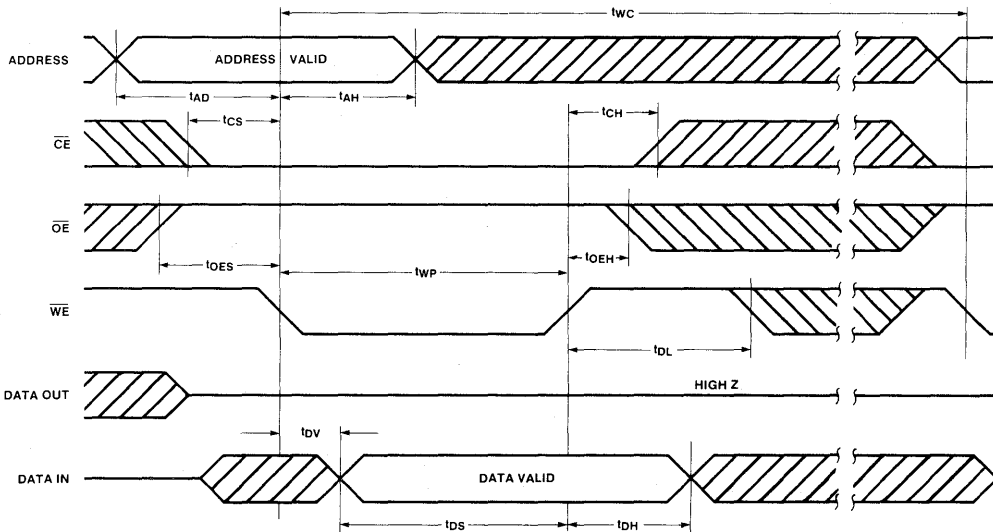 tWC
ADDRESS
ADDRESS VALID
tAD
tAH
tCS
tCH
CE
OE
tOES
tWP
tOEH
WE
tDL
DATA OUT
HIGH Z
tDV
DATA IN
DATA VALID
tDS
tDH